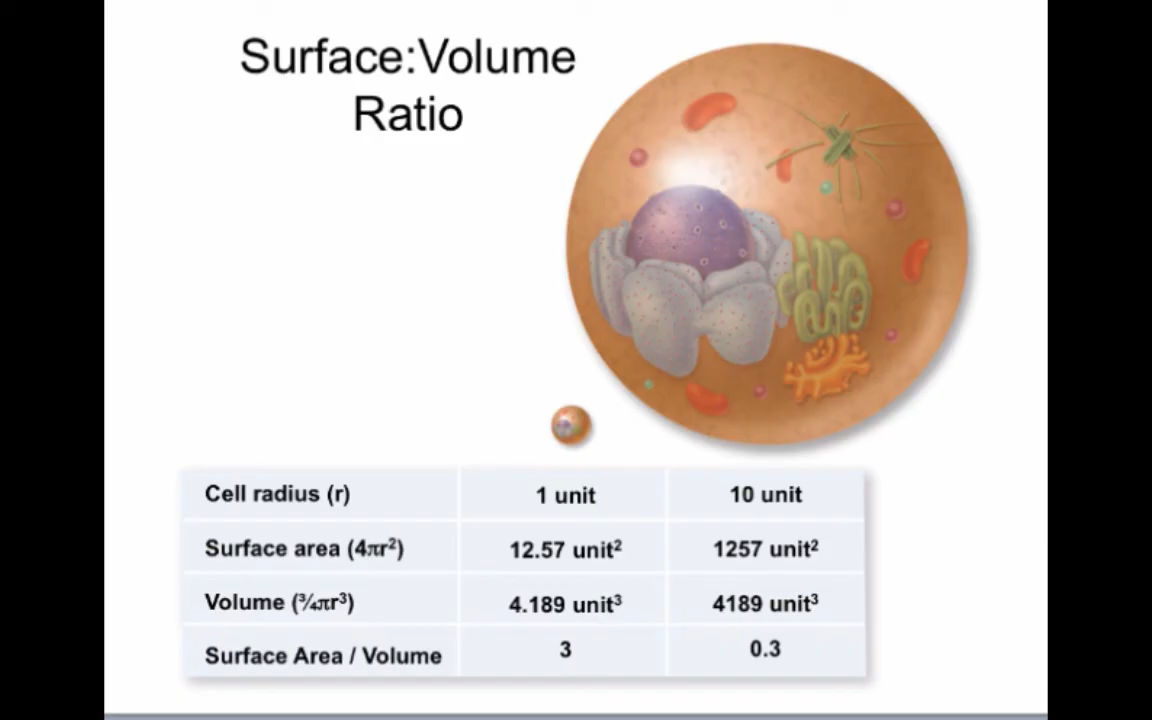 Surface:Volume
Ratio
Cell radius (r) 1 unit 10 unit
Surface area (4πr²) 12.57 unit² 1257 unit²
Volume (¾πr³) 4.189 unit³ 4189 unit³
Surface Area / Volume 3 0.3